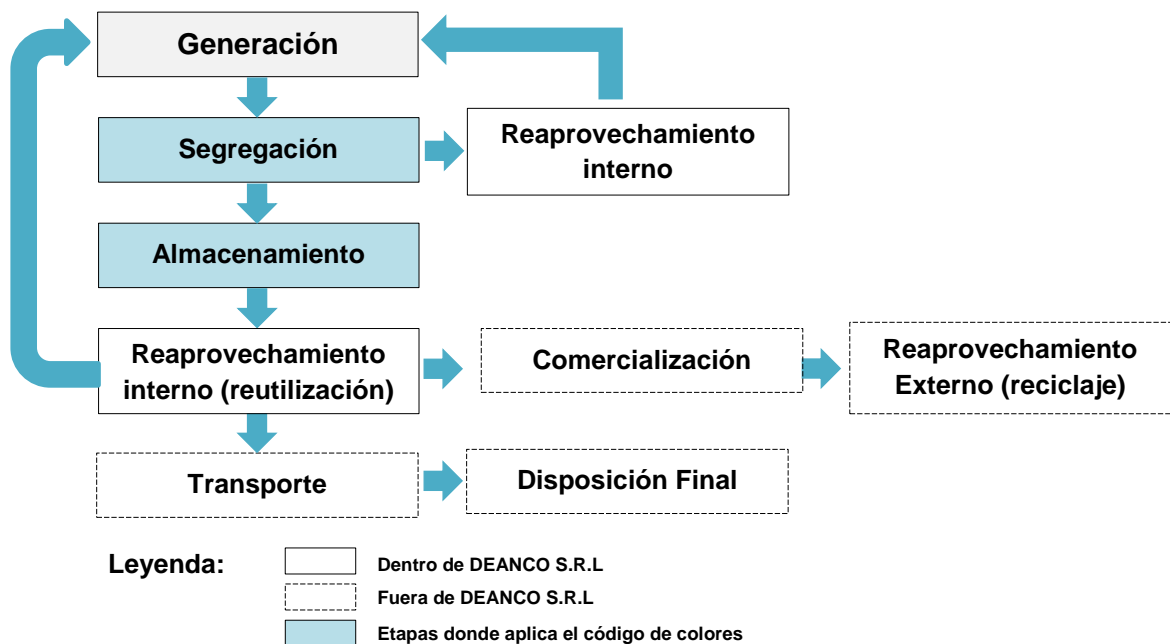 Generación
Segregación
Reaprovechamiento
interno
Almacenamiento
Reaprovechamiento
interno (reutilización)
Comercialización
Reaprovechamiento
Externo (reciclaje)
Transporte
Disposición Final
Leyenda:
Dentro de DEANCO S.R.L
Fuera de DEANCO S.R.L
Etapas donde aplica el código de colores